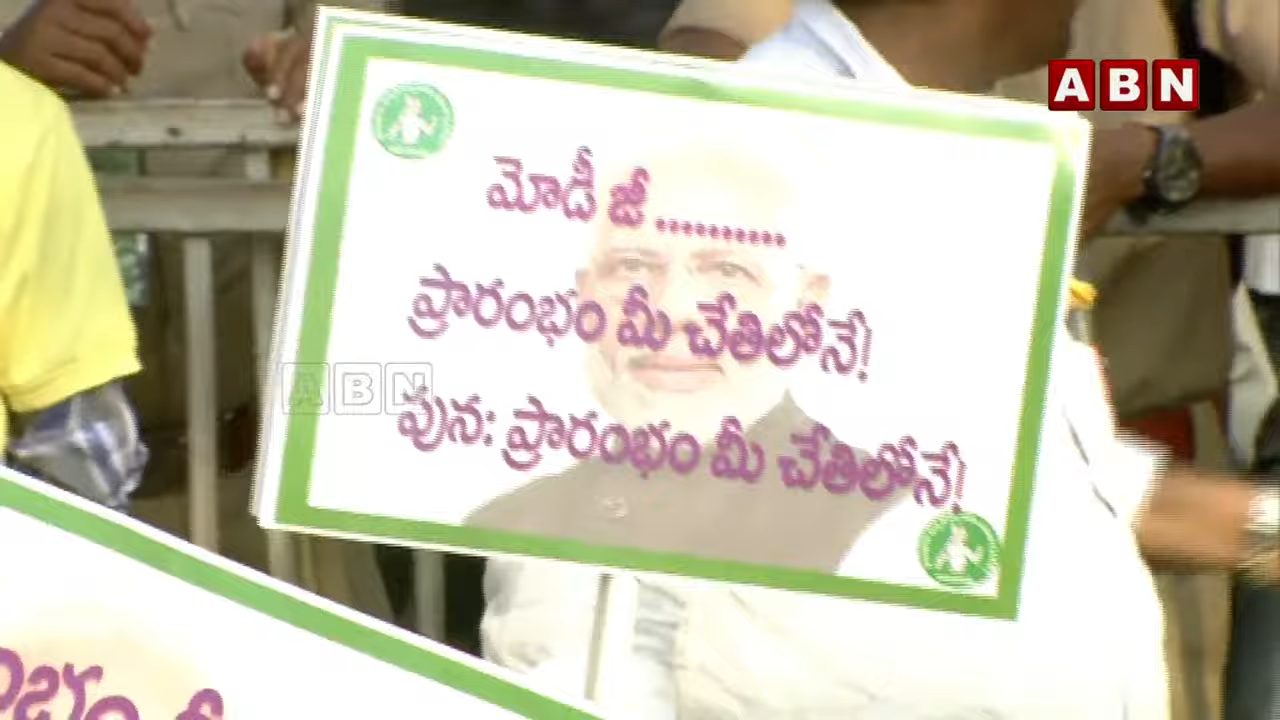 ABN
మోడీ జీ ..........
ప్రారంభం మీ చేతిలోనే!
ABN
పున: ప్రారంభం మీ చేతిలోనే!